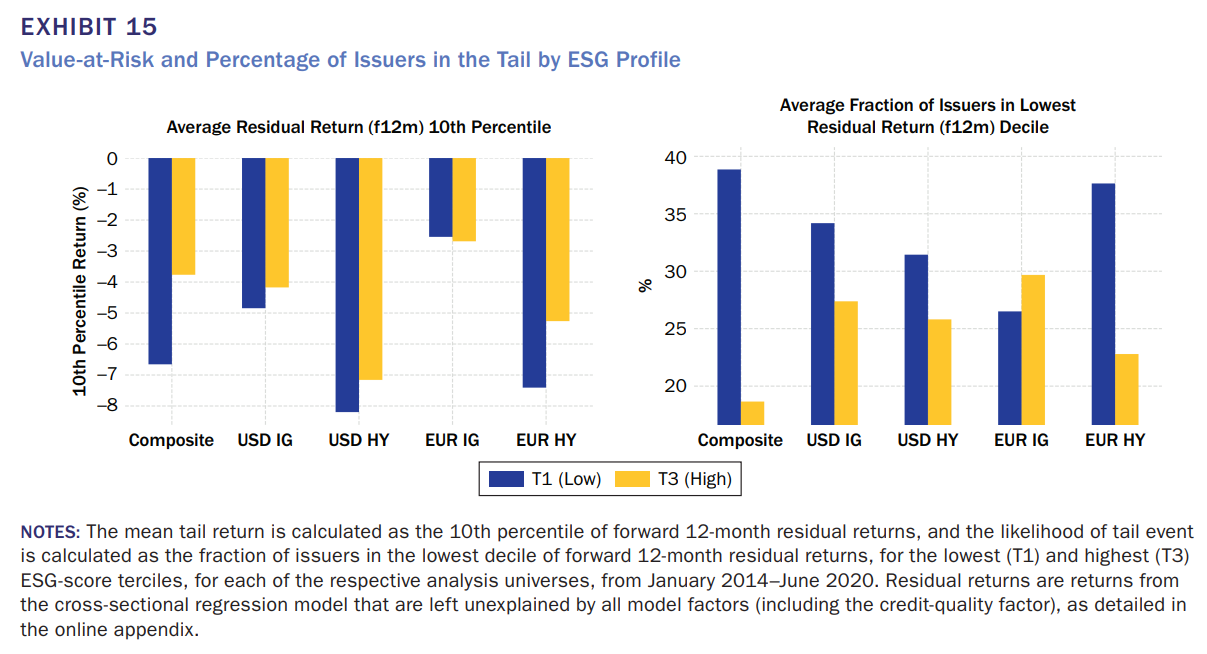 EXHIBIT 15
Value-at-Risk and Percentage of Issuers in the Tail by ESG Profile
Average Residual Return (f12m) 10th Percentile
10th Percentile Return (%)
0
–1
–2
–3
–4
–5
–6
–7
–8
Composite
USD IG
USD HY
EUR IG
EUR HY
Average Fraction of Issuers in Lowest
Residual Return (f12m) Decile
%
40
35
30
25
20
Composite
USD IG
USD HY
EUR IG
EUR HY
T1 (Low)
T3 (High)
NOTES: The mean tail return is calculated as the 10th percentile of forward 12-month residual returns, and the likelihood of tail event
is calculated as the fraction of issuers in the lowest decile of forward 12-month residual returns, for the lowest (T1) and highest (T3)
ESG-score terciles, for each of the respective analysis universes, from January 2014–June 2020. Residual returns are returns from
the cross-sectional regression model that are left unexplained by all model factors (including the credit-quality factor), as detailed in
the online appendix.